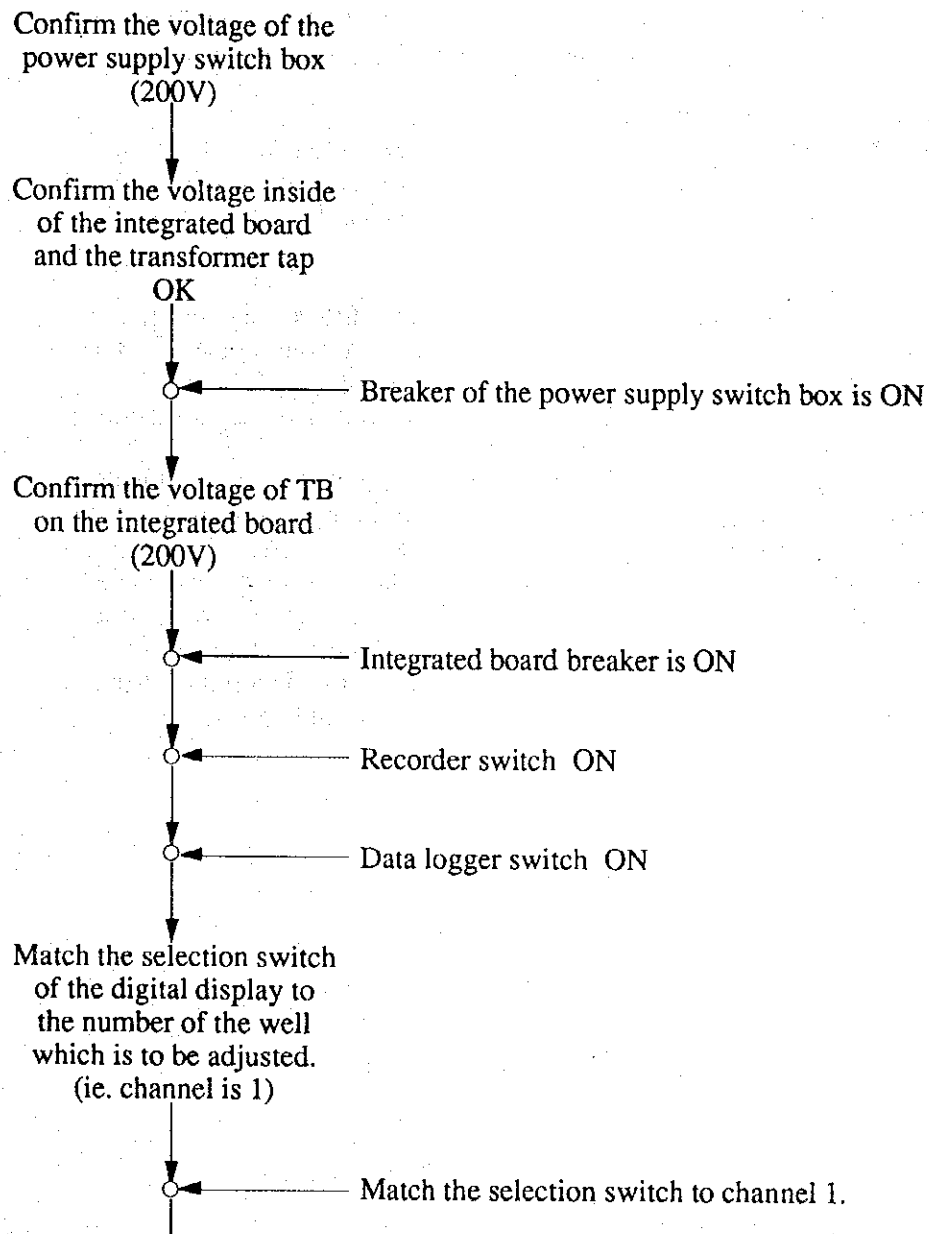 Confirm the voltage of the
power supply switch box
(200V)
Confirm the voltage inside
of the integrated board
and the transformer tap
OK
Breaker of the power supply switch box is ON
Confirm the voltage of TB
on the integrated board
(200V)
Integrated board breaker is ON
Recorder switch ON
Data logger switch ON
Match the selection switch
of the digital display to
the number of the well
which is to be adjusted.
(ie. channel is 1)
Match the selection switch to channel 1.